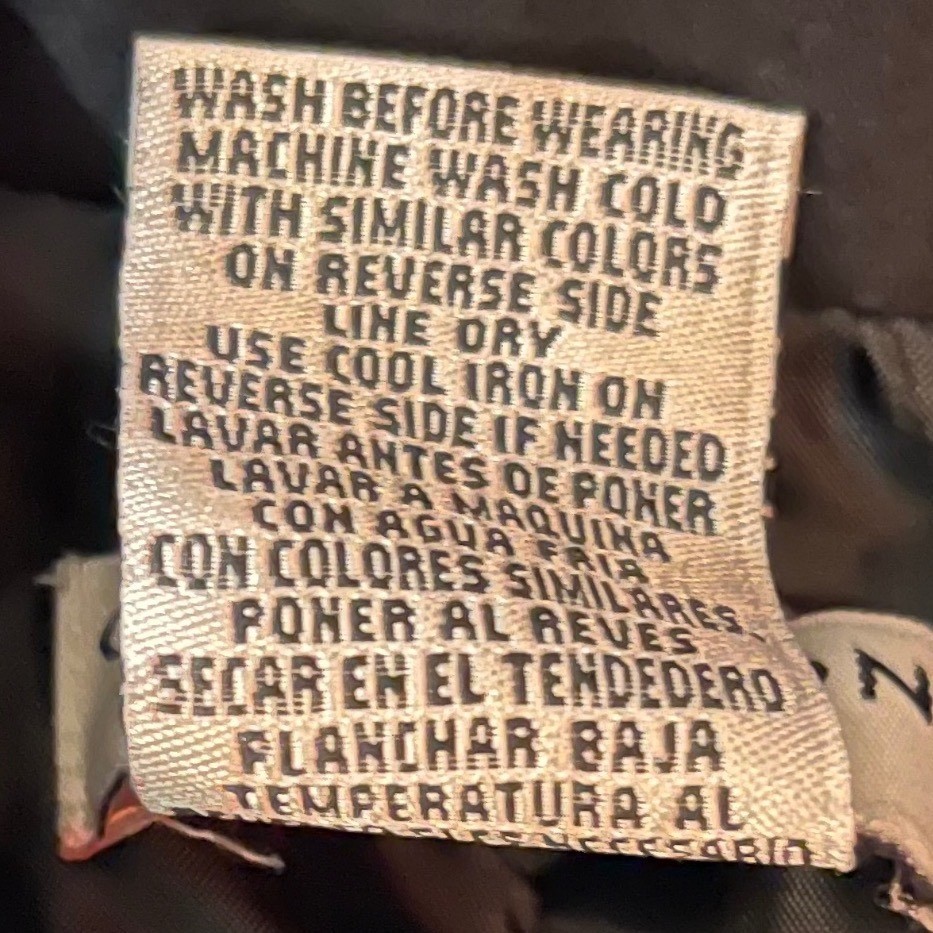 WASH BEFORE WEARING
MACHINE WASH COLD
WITH SIMILAR COLORS
ON REVERSE SIDE
LINE DRY
USE COOL IRON ON
REVERSE SIDE IF NEEDED
LAVAR ANTES DE PONER
LAVAR A MAQUINA
CON AGUA FRIA
CON COLORES SIMILARES.
PONER AL REVES
SECAR EN EL TENDEDERO
PLANCHAR BAJA
TEMPERATURA AL
NECESARIO